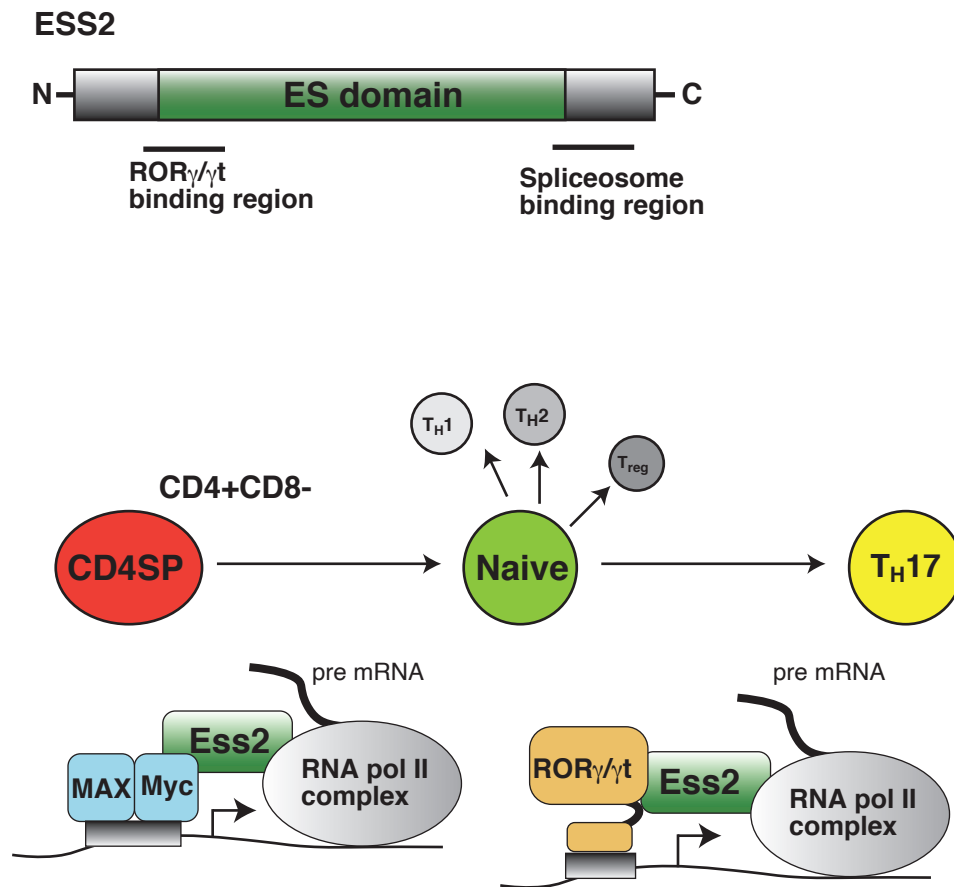 ESS2
N
ES domain
C
RORγ/γt
binding region
Spliceosome
binding region
TH1
TH2
Treg
CD4+CD8-
CD4SP
Naive
TH17
pre mRNA
Ess2
MAX
Myc
RNA pol II
complex
pre mRNA
RORγ/γt
Ess2
RNA pol II
complex